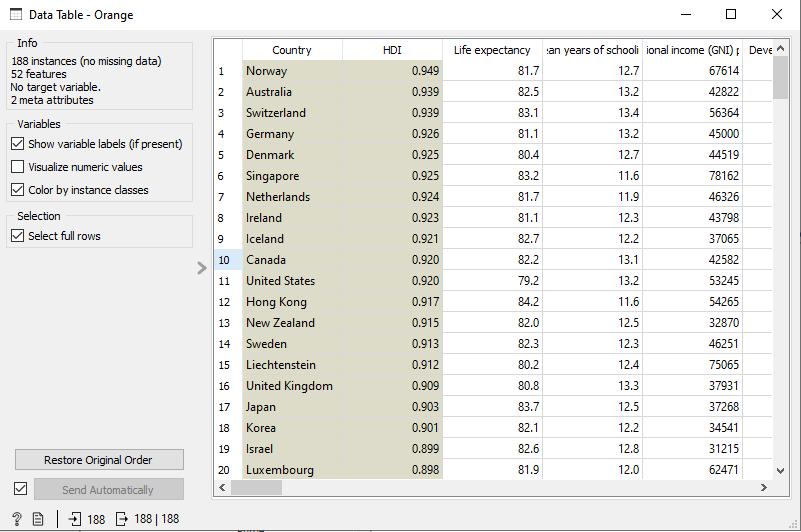 Data Table - Orange
Info
188 instances (no missing data)
52 features
No target variable.
2 meta attributes
Variables
Show variable labels (if present)
Visualize numeric values
Color by instance classes
Selection
Select full rows
Restore Original Order
Send Automatically
? 188 188 | 188
Country HDI Life expectancy an years of schooli ional income (GNI) p Deve
1 Norway 0.949 81.7 12.7 67614
2 Australia 0.939 82.5 13.2 42822
3 Switzerland 0.939 83.1 13.4 56364
4 Germany 0.926 81.1 13.2 45000
5 Denmark 0.925 80.4 12.7 44519
6 Singapore 0.925 83.2 11.6 78162
7 Netherlands 0.924 81.7 11.9 46326
8 Ireland 0.923 81.1 12.3 43798
9 Iceland 0.921 82.7 12.2 37065
10 Canada 0.920 82.2 13.1 42582
11 United States 0.920 79.2 13.2 53245
12 Hong Kong 0.917 84.2 11.6 54265
13 New Zealand 0.915 82.0 12.5 32870
14 Sweden 0.913 82.3 12.3 46251
15 Liechtenstein 0.912 80.2 12.4 75065
16 United Kingdom 0.909 80.8 13.3 37931
17 Japan 0.903 83.7 12.5 37268
18 Korea 0.901 82.1 12.2 34541
19 Israel 0.899 82.6 12.8 31215
20 Luxembourg 0.898 81.9 12.0 62471